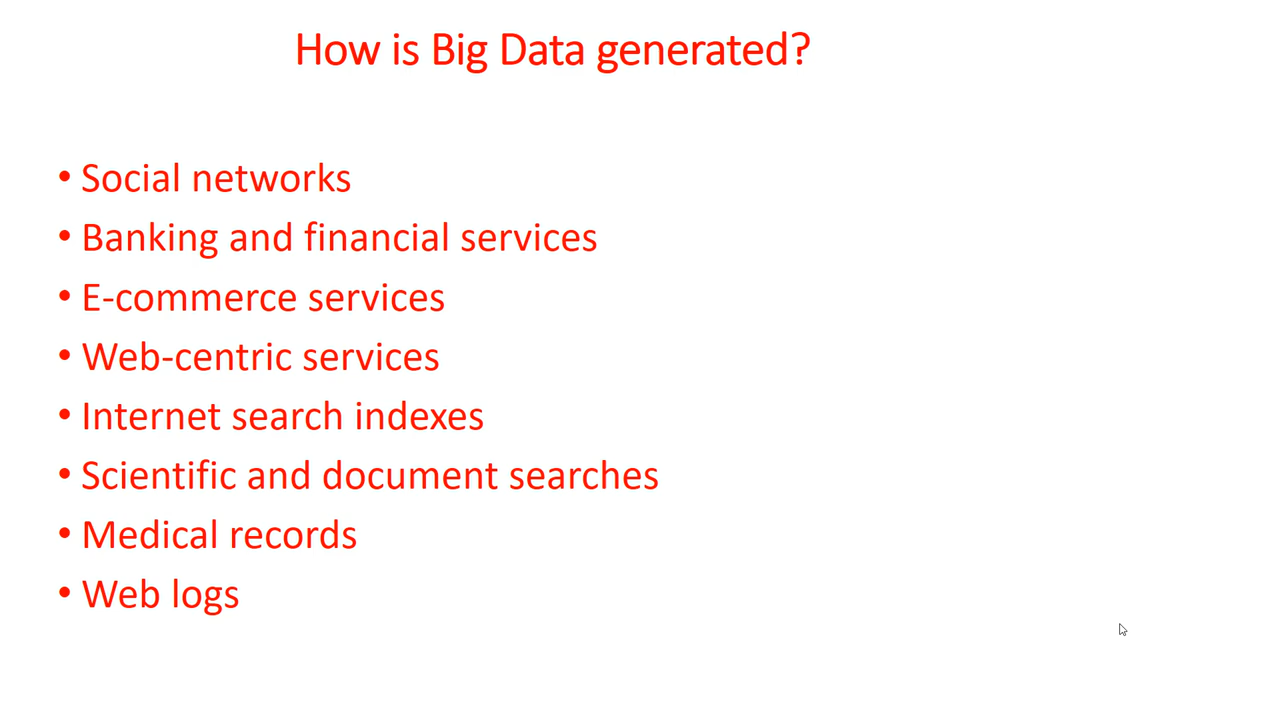 How is Big Data generated?
• Social networks
• Banking and financial services
• E-commerce services
• Web-centric services
• Internet search indexes
• Scientific and document searches
• Medical records
• Web logs